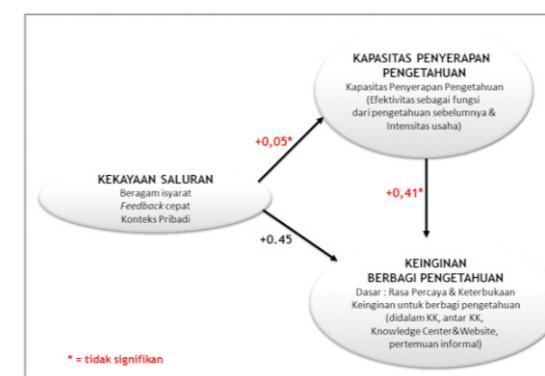 KAPASITAS PENYERAPAN
PENGETAHUAN
Kapasitas Penyerapan Pengetahuan
(Efektivitas sebagai fungsi
dari pengetahuan sebelumnya &
Intensitas usaha)
+0,05*
KEKAYAAN SALURAN
Beragam isyarat
Feedback cepat
Konteks Pribadi
+0,41*
+0.45
KEINGINAN
BERBAGI PENGETAHUAN
Dasar : Rasa Percaya & Keterbukaan
Keinginan untuk berbagi pengetahuan
(didalam KK, antar KK,
Knowledge Center&Website,
pertemuan informal)
* = tidak signifikan